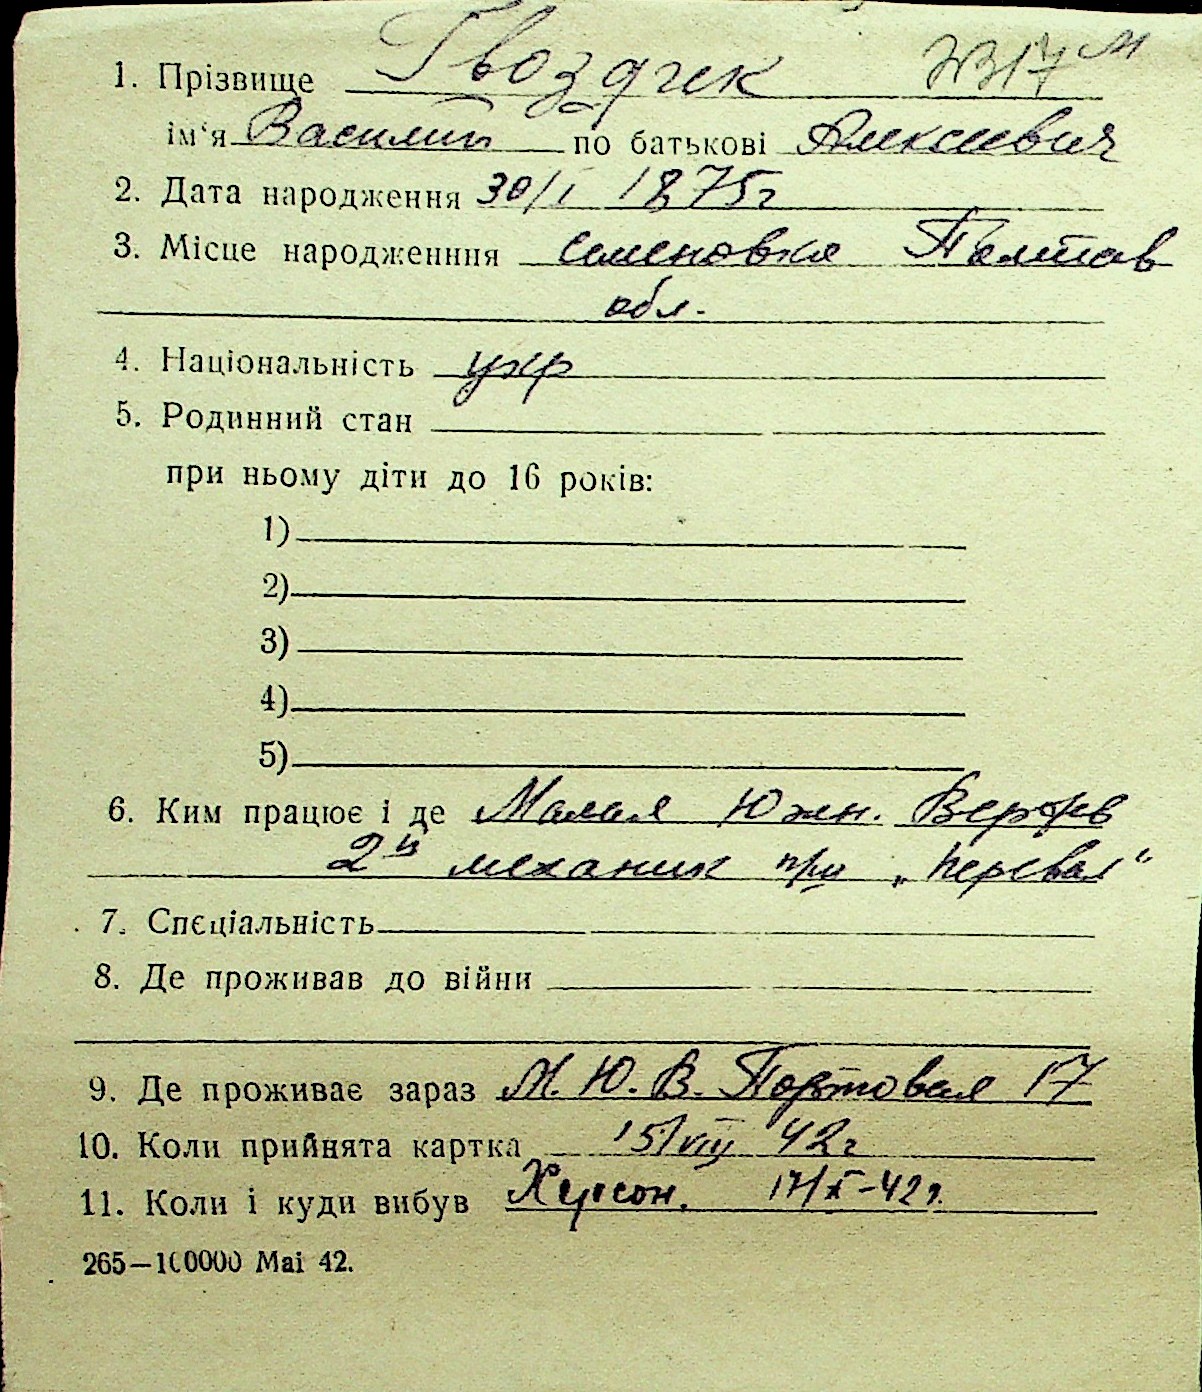 1. Прізвище Гвоздик
ім‘я Василий по батькові Алексеевич
2. Дата народження 30/I 1875г
3. Місце народженння Семеновка Полтав
обл.
4. Національність укр
5. Родинний стан
при ньому діти до 16 років:
1)
2)
3)
4)
5)
6. Ким працює і де Малая Южн. Верфь
2й механик при „Перевал“
7. Спєціальність
8. Де проживав до війни
9. Де проживає зараз М. Ю. В. Портовая 17
10. Коли прийнята картка 15/VIII 42г
11. Коли і куди вибув Херсон. 17/X-42г.
265—100000 Mai 42.